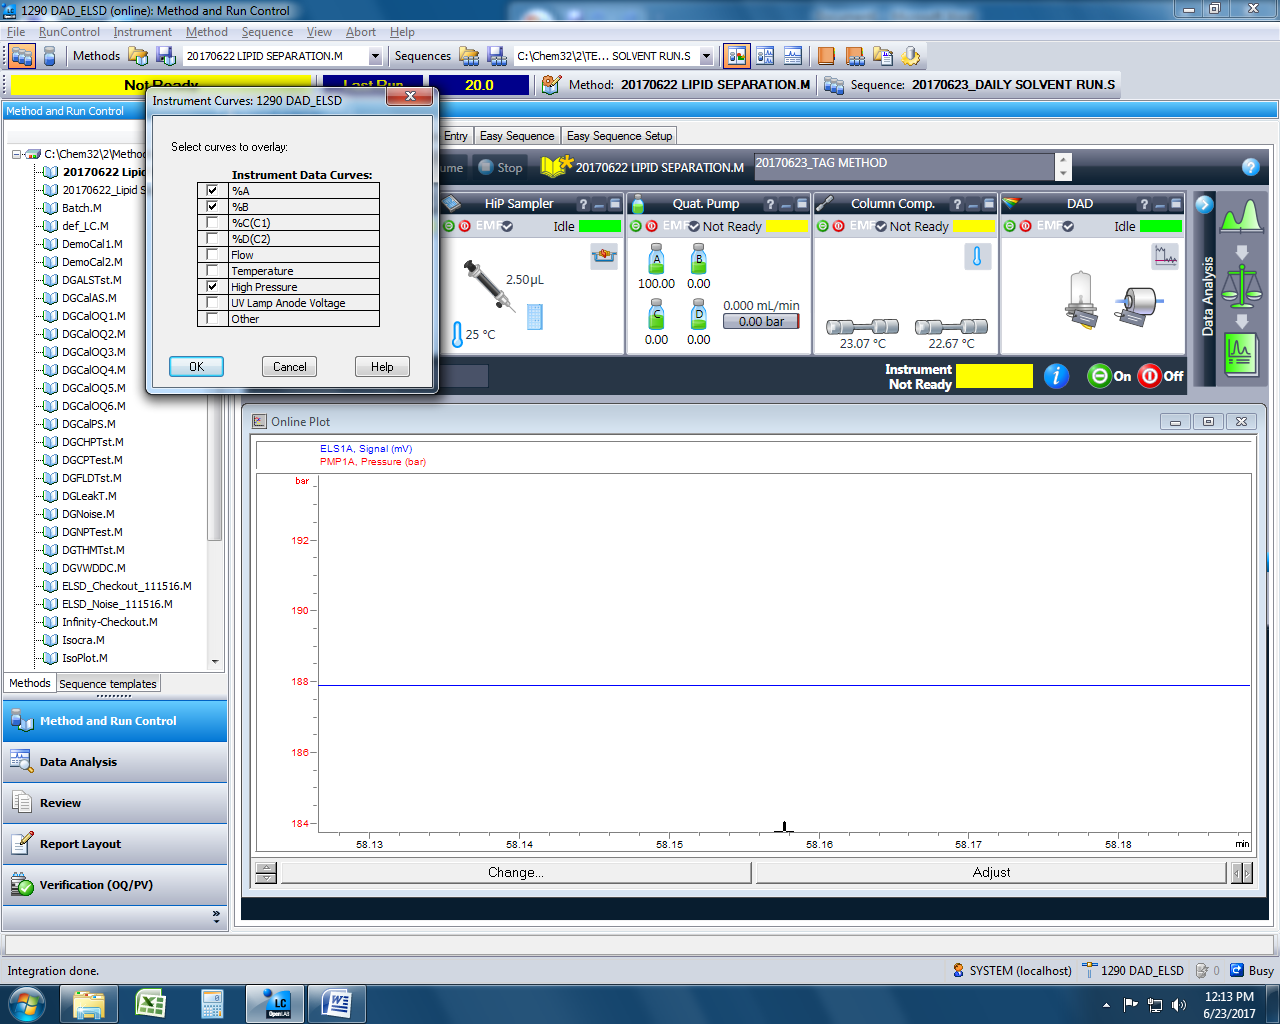 1290 DAD_ELSD (online): Method and Run Control
File RunControl Instrument Method Sequence View Abort Help
Methods 20170622 LIPID SEPARATION.M Sequences C:\Chem32\2\TE... SOLVENT RUN.S
Not Ready Last Run 20.0 Method: 20170622 LIPID SEPARATION.M Sequence: 20170623_DAILY SOLVENT RUN.S
Method and Run Control
Instrument Curves: 1290 DAD_ELSD
Select curves to overlay:
Instrument Data Curves:
%A
%B
%C(C1)
%D(C2)
Flow
Temperature
High Pressure
UV Lamp Anode Voltage
Other
OK Cancel Help
Entry Easy Sequence Easy Sequence Setup
ume Stop 20170622 LIPID SEPARATION.M 20170623_TAG METHOD
HiP Sampler
EMF Idle
2.50µL
25 °C
Quat. Pump
EMF Not Ready
A B
100.00 0.00
C D
0.00 0.00
0.000 mL/min
0.00 bar
Column Comp.
EMF Not Ready
23.07 °C 22.67 °C
DAD
EMF Idle
Data Analysis
Instrument
Not Ready
On Off
C:\Chem32\2\Metho
20170622 Lipid
20170622_Lipid S
Batch.M
def_LC.M
DemoCal1.M
DemoCal2.M
DGALSTst.M
DGCalAS.M
DGCalOQ1.M
DGCalOQ2.M
DGCalOQ3.M
DGCalOQ4.M
DGCalOQ5.M
DGCalOQ6.M
DGCalPS.M
DGCHPTst.M
DGCPTest.M
DGFLDTst.M
DGLeakT.M
DGNoise.M
DGNPTest.M
DGTHMTst.M
DGVWDDC.M
ELSD_Checkout_111516.M
ELSD_Noise_111516.M
Infinity-Checkout.M
Isocra.M
IsoPlot.M
Methods Sequence templates
Method and Run Control
Data Analysis
Review
Report Layout
Verification (OQ/PV)
Online Plot
ELS1A, Signal (mV)
PMP1A, Pressure (bar)
bar
192
190
188
186
184
58.13 58.14 58.15 58.16 58.17 58.18 min
Change... Adjust
Integration done. SYSTEM (localhost) 1290 DAD_ELSD 0 Busy
LC
OpenLAB
12:13 PM
6/23/2017